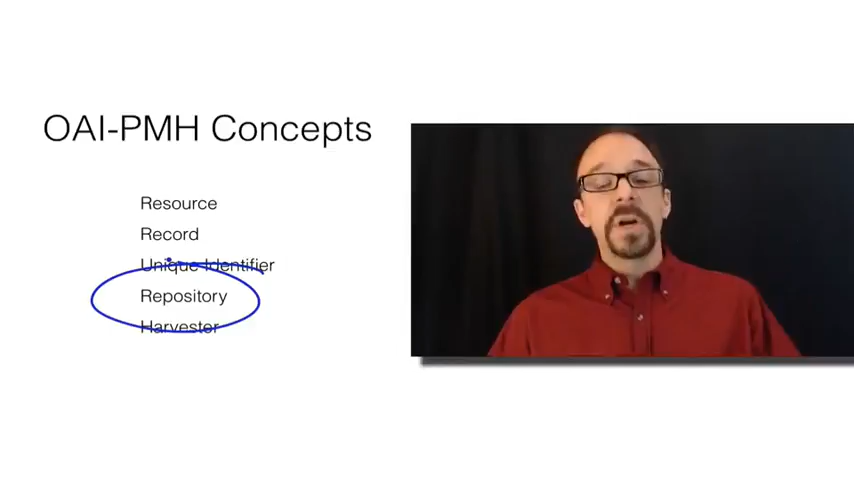 OAI-PMH Concepts
Resource
Record
Unique Identifier
Repository
Harvester